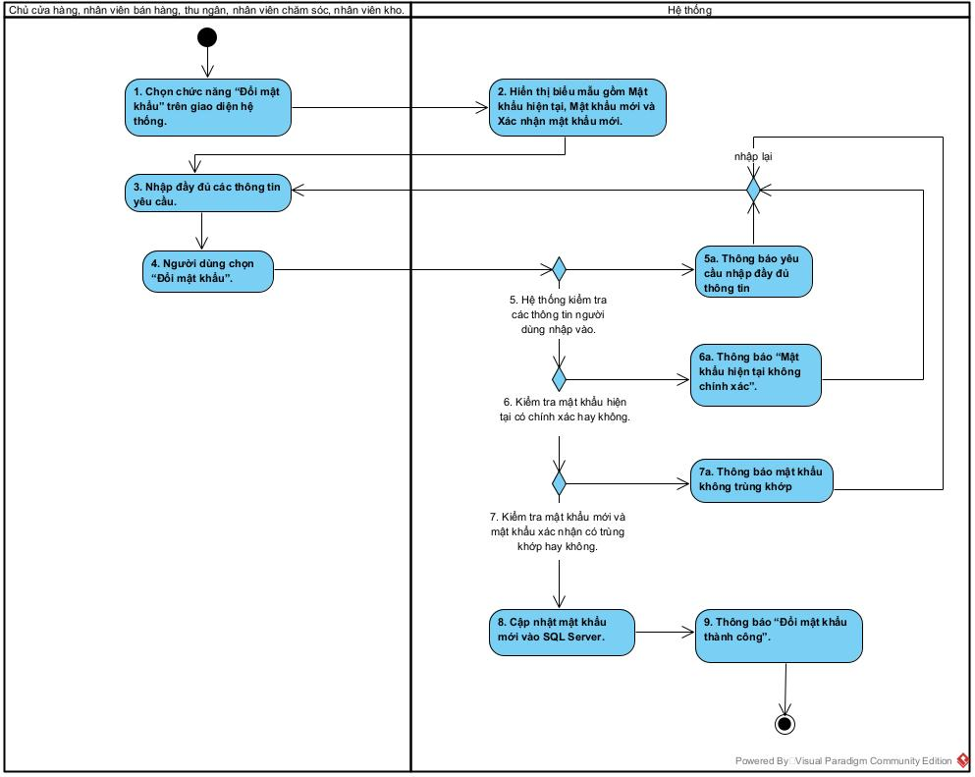 Chủ cửa hàng, nhân viên bán hàng, thu ngân, nhân viên chăm sóc, nhân viên kho.
Hệ thống
1. Chọn chức năng “Đổi mật
khẩu” trên giao diện hệ
thống.
2. Hiển thị biểu mẫu gồm Mật
khẩu hiện tại, Mật khẩu mới và
Xác nhận mật khẩu mới.
nhập lại
3. Nhập đầy đủ các thông tin
yêu cầu.
4. Người dùng chọn
“Đổi mật khẩu”.
5a. Thông báo yêu
cầu nhập đầy đủ
thông tin
5. Hệ thống kiểm tra
các thông tin người
dùng nhập vào.
6a. Thông báo “Mật
khẩu hiện tại không
chính xác”.
6. Kiểm tra mật khẩu hiện
tại có chính xác hay không.
7a. Thông báo mật khẩu
không trùng khớp
7. Kiểm tra mật khẩu mới và
mật khẩu xác nhận có trùng
khớp hay không.
8. Cập nhật mật khẩu
mới vào SQL Server.
9. Thông báo “Đổi mật khẩu
thành công”.
Powered By Visual Paradigm Community Edition